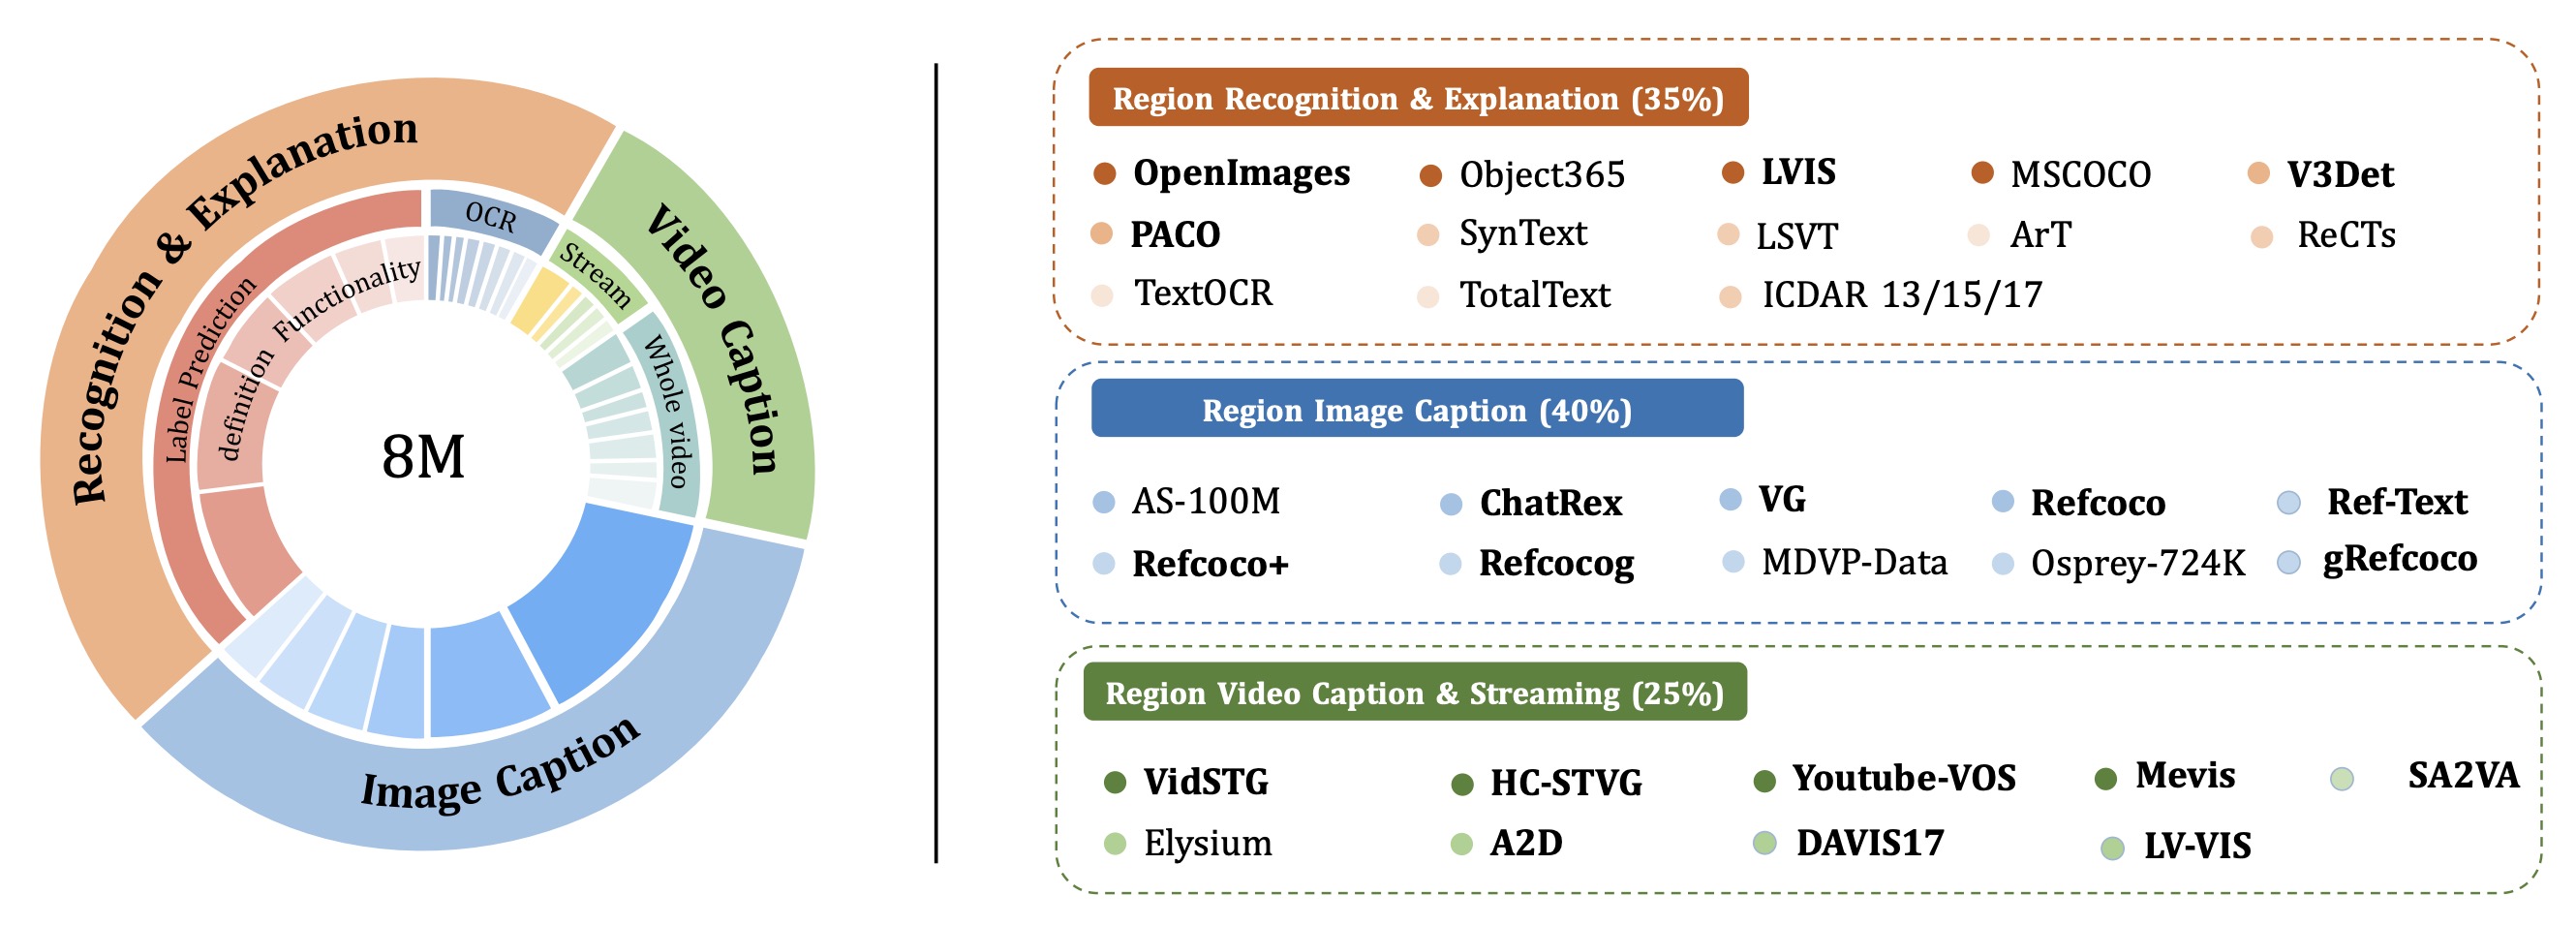 Recognition & Explanation
Video Caption
Image Caption
OCR
Stream
Whole video
Label Prediction
definition
Functionality
8M
Region Recognition & Explanation (35%)
OpenImages Object365 LVIS MSCOCO V3Det
PACO SynText LSVT ArT ReCTs
TextOCR TotalText ICDAR 13/15/17
Region Image Caption (40%)
AS-100M ChatRex VG Refcoco Ref-Text
Refcoco+ Refcocog MDVP-Data Osprey-724K gRefcoco
Region Video Caption & Streaming (25%)
VidSTG HC-STVG Youtube-VOS Mevis SA2VA
Elysium A2D DAVIS17 LV-VIS